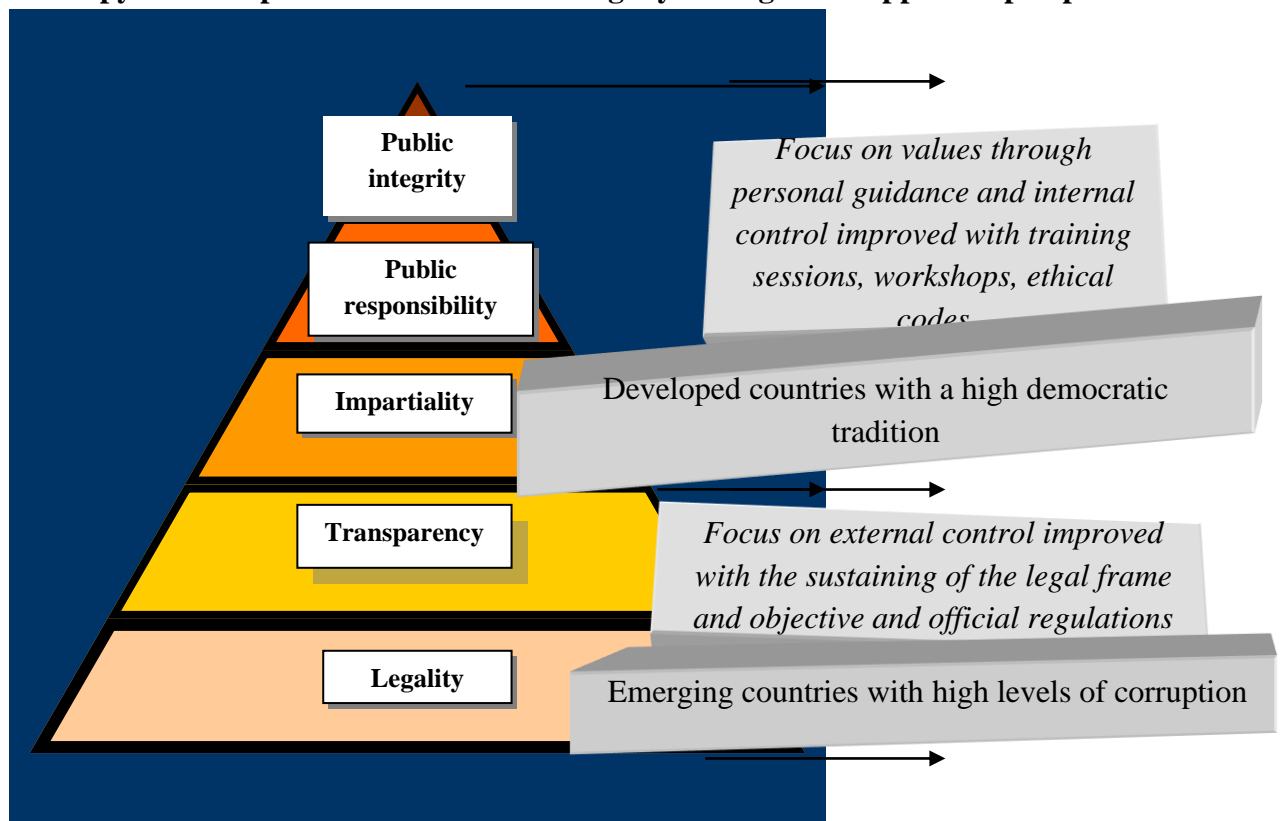 Public
integrity
Focus on values through
personal guidance and internal
control improved with training
sessions, workshops, ethical
codes
Public
responsibility
Impartiality
Developed countries with a high democratic
tradition
Transparency
Focus on external control improved
with the sustaining of the legal frame
and objective and official regulations
Legality
Emerging countries with high levels of corruption